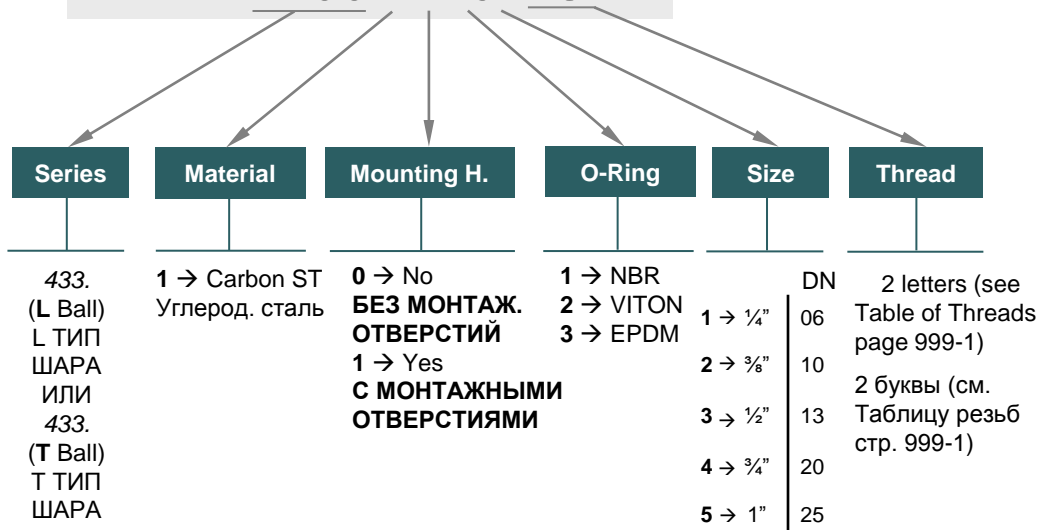 Series
Material
Mounting H.
O-Ring
Size
Thread
433.
(L Ball)
L ТИП
ШАРА
ИЛИ
433.
(T Ball)
Т ТИП
ШАРА
1 → Carbon ST
Углерод. сталь
0 → No
БЕЗ МОНТАЖ.
ОТВЕРСТИЙ
1 → Yes
С МОНТАЖНЫМИ
ОТВЕРСТИЯМИ
1 → NBR
2 → VITON
3 → EPDM
DN
1 → ¼” 06
2 → ⅜” 10
3 → ½” 13
4 → ¾” 20
5 → 1” 25
2 letters (see
Table of Threads
page 999-1)
2 буквы (см.
Таблицу резьб
стр. 999-1)